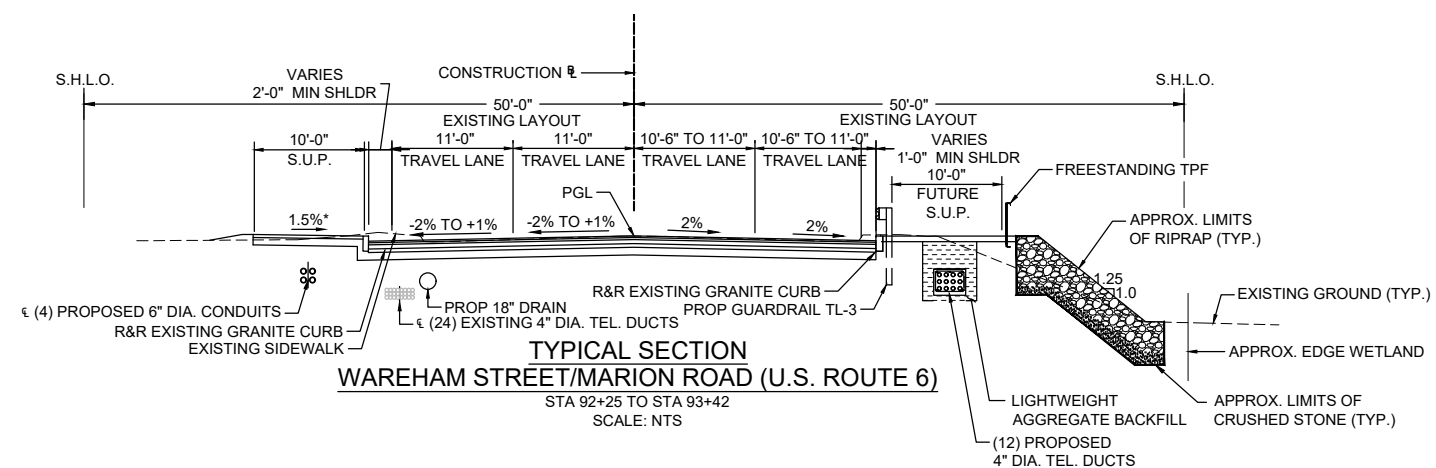 S.H.L.O.
VARIES
2'-0" MIN SHLDR
CONSTRUCTION ℄
S.H.L.O.
50'-0"
EXISTING LAYOUT
50'-0"
EXISTING LAYOUT
10'-0"
S.U.P.
11'-0"
TRAVEL LANE
11'-0"
TRAVEL LANE
10'-6" TO 11'-0"
TRAVEL LANE
10'-6" TO 11'-0"
TRAVEL LANE
VARIES
1'-0" MIN SHLDR
10'-0"
FUTURE
S.U.P.
FREESTANDING TPF
PGL
1.5%*
-2% TO +1%
-2% TO +1%
2%
2%
APPROX. LIMITS
OF RIPRAP (TYP.)
1.25
1.0
EXISTING GROUND (TYP.)
℄ (4) PROPOSED 6" DIA. CONDUITS
R&R EXISTING GRANITE CURB
EXISTING SIDEWALK
PROP 18" DRAIN
℄ (24) EXISTING 4" DIA. TEL. DUCTS
R&R EXISTING GRANITE CURB
PROP GUARDRAIL TL-3
APPROX. EDGE WETLAND
LIGHTWEIGHT
AGGREGATE BACKFILL
APPROX. LIMITS OF
CRUSHED STONE (TYP.)
(12) PROPOSED
4" DIA. TEL. DUCTS
TYPICAL SECTION
WAREHAM STREET/MARION ROAD (U.S. ROUTE 6)
STA 92+25 TO STA 93+42
SCALE: NTS